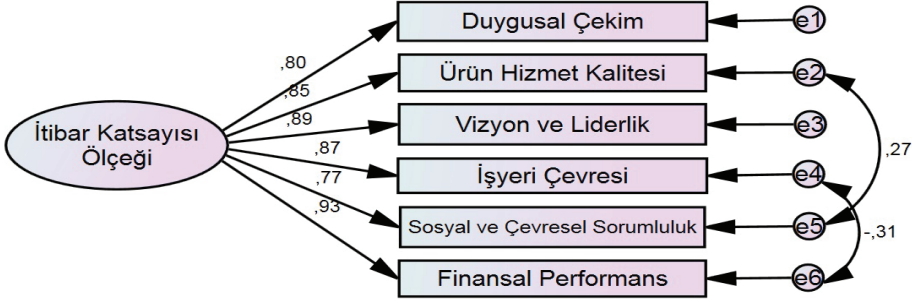 Duygusal Çekim
e1
,80
Ürün Hizmet Kalitesi
e2
,85
,89
Vizyon ve Liderlik
e3
İtibar Katsayısı
Ölçeği
,27
,87
İşyeri Çevresi
e4
,77
,93
Sosyal ve Çevresel Sorumluluk
e5
-,31
Finansal Performans
e6